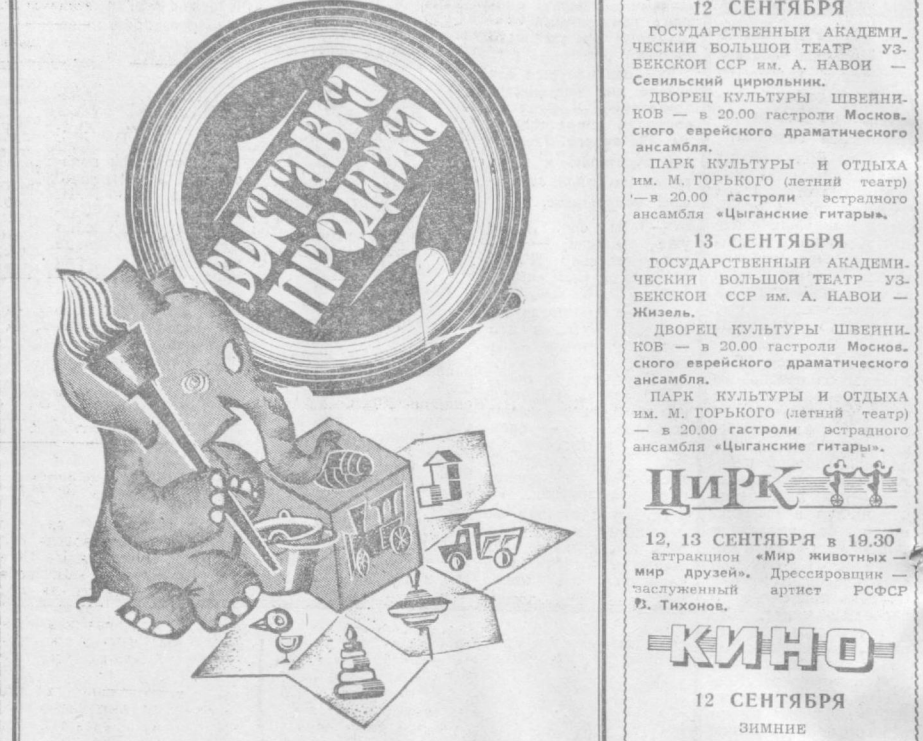 ВЫСТАВКА
ПРОДАЖА
12 СЕНТЯБРЯ
ГОСУДАРСТВЕННЫЙ АКАДЕМИ-
ЧЕСКИЙ БОЛЬШОЙ ТЕАТР УЗ-
БЕКСКОЙ ССР им. А. НАВОИ —
Севильский цирюльник.
ДВОРЕЦ КУЛЬТУРЫ ШВЕЙНИ-
КОВ — в 20.00 гастроли Москов-
ского еврейского драматического
ансамбля.
ПАРК КУЛЬТУРЫ И ОТДЫХА
им. М. ГОРЬКОГО (летний театр)
— в 20.00 гастроли эстрадного
ансамбля «Цыганские гитары».
13 СЕНТЯБРЯ
ГОСУДАРСТВЕННЫЙ АКАДЕМИ-
ЧЕСКИЙ БОЛЬШОЙ ТЕАТР УЗ-
БЕКСКОЙ ССР им. А. НАВОИ —
Жизель.
ДВОРЕЦ КУЛЬТУРЫ ШВЕЙНИ-
КОВ — в 20.00 гастроли Москов-
ского еврейского драматического
ансамбля.
ПАРК КУЛЬТУРЫ И ОТДЫХА
им. М. ГОРЬКОГО (летний театр)
— в 20.00 гастроли эстрадного
ансамбля «Цыганские гитары».
ЦИРК
12, 13 СЕНТЯБРЯ в 19.30
аттракцион «Мир животных —
мир друзей». Дрессировщик —
заслуженный артист РСФСР
В. Тихонов.
КИНО
12 СЕНТЯБРЯ
ЗИМНИЕ